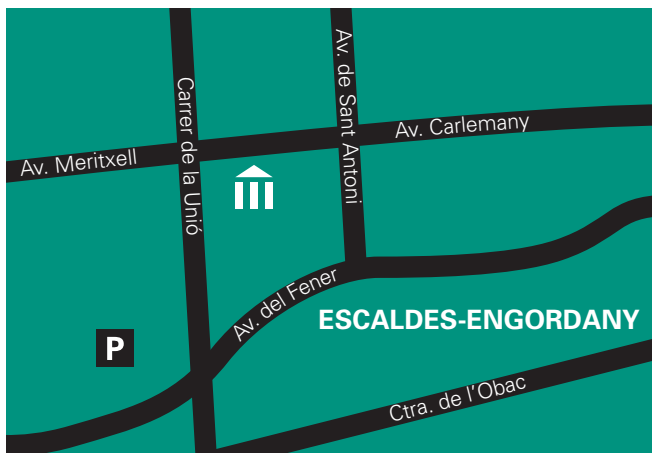 Carrer de la Unió
Av. de Sant Antoni
Av. Carlemany
Av. Meritxell
Av. del Fener
ESCALDES-ENGORDANY
P
Ctra. de l'Obac